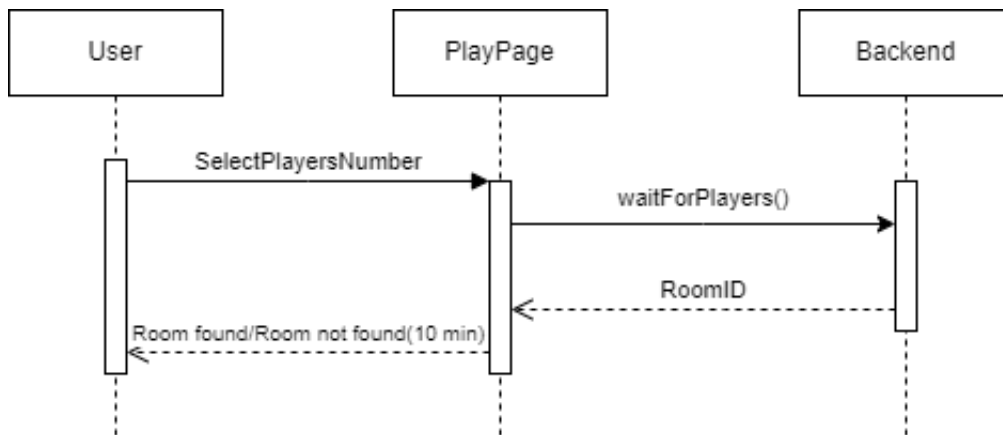 User
PlayPage
Backend
SelectPlayersNumber
waitForPlayers()
RoomID
Room found/Room not found(10 min)